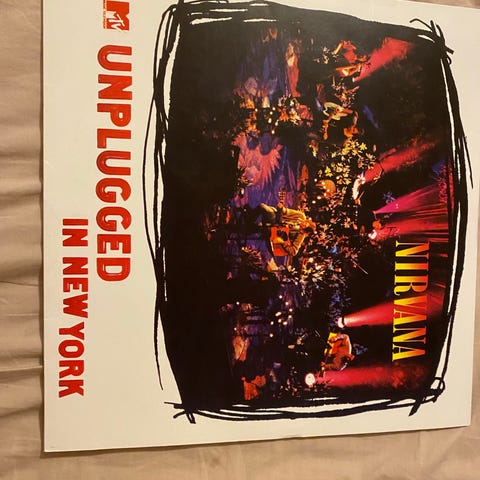 NIRVANA
MTV UNPLUGGED
IN NEW YORK